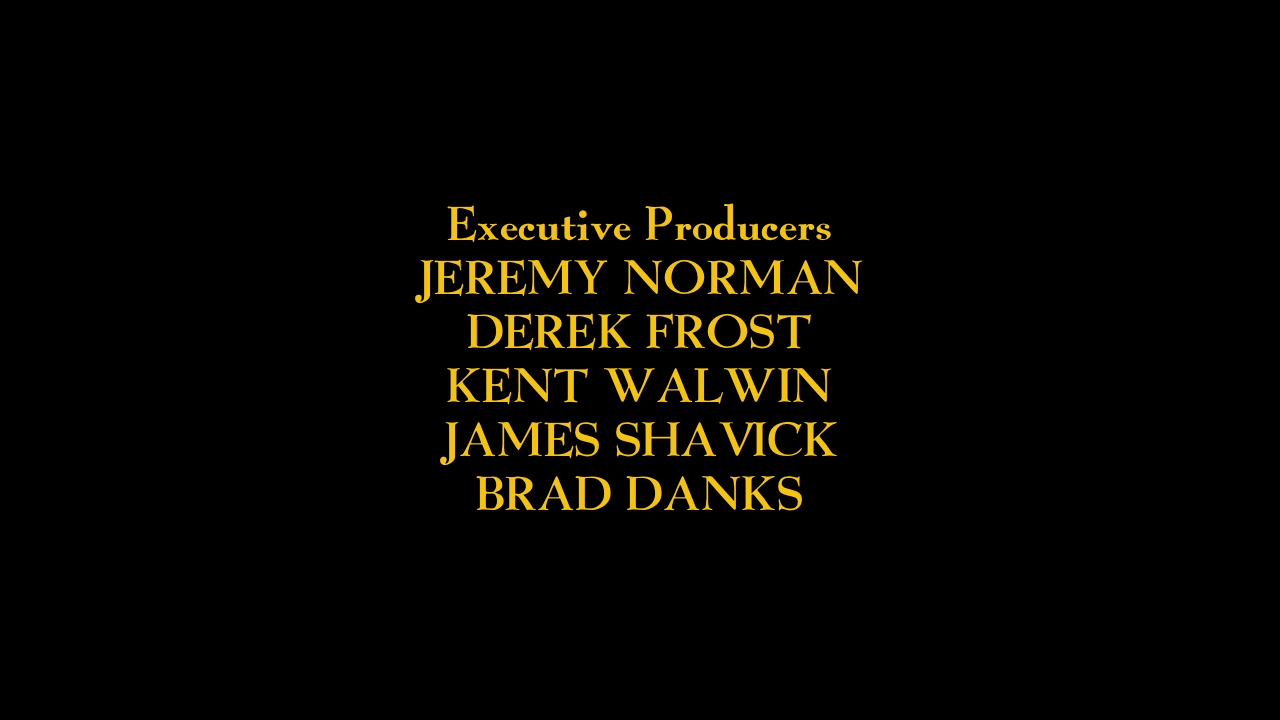 Executive Producers
JEREMY NORMAN
DEREK FROST
KENT WALWIN
JAMES SHAVICK
BRAD DANKS